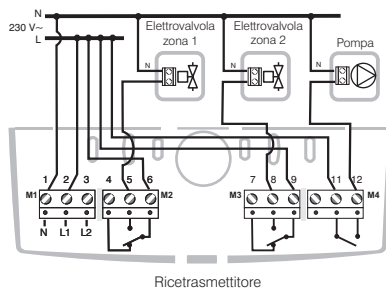 N
230 V~
L
Elettrovalvola
zona 1
Elettrovalvola
zona 2
Pompa
N
N
N
1 2 3 4 5 6
7 8 9 11 12
M1 M2 M3 M4
N L1 L2
Ricetrasmettitore